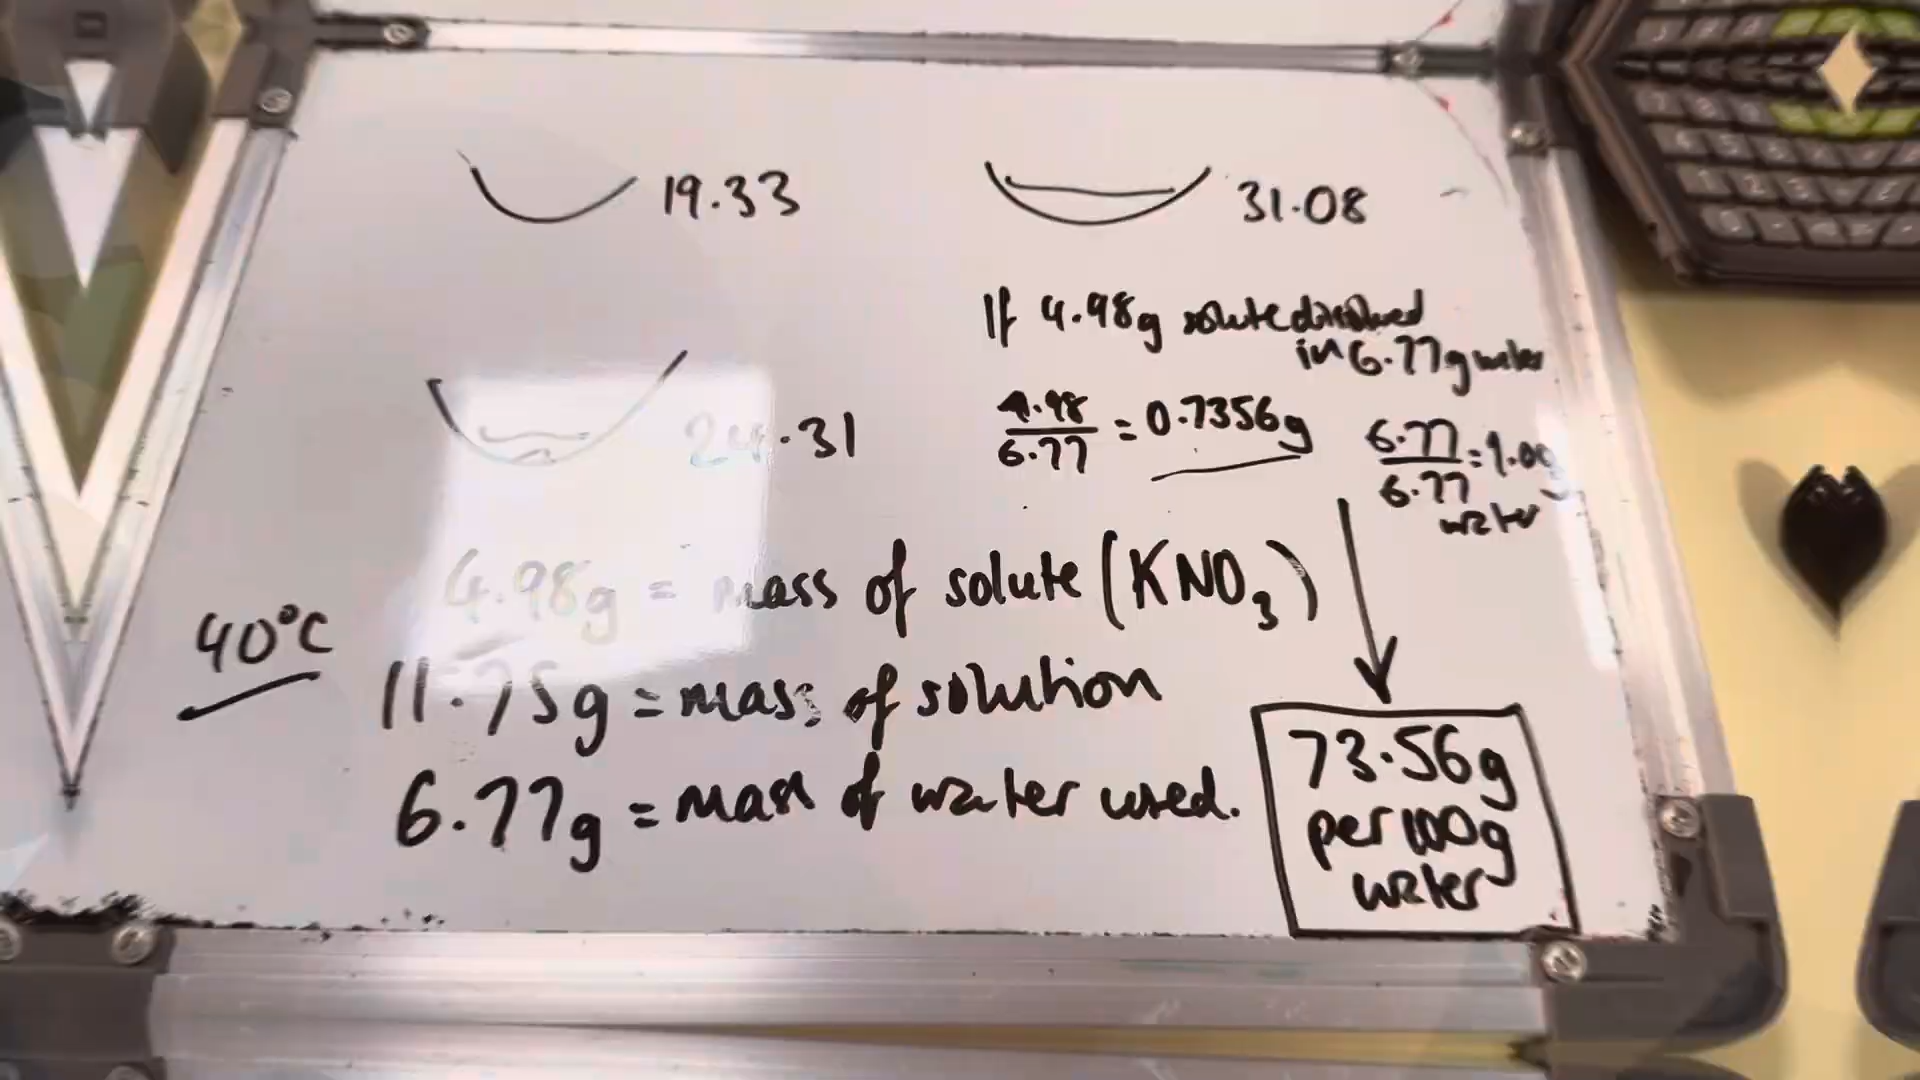 19.33
31.08
If 4.98g solute dissolved
in 6.77g water
24.31
4.98
6.77
= 0.7356g
6.77
6.77
= 1.00g
water
4.98g = mass of solute (KNO₃)
40°C
11.75g = mass of solution
6.77g = mass of water used.
73.56g
per 100g
water